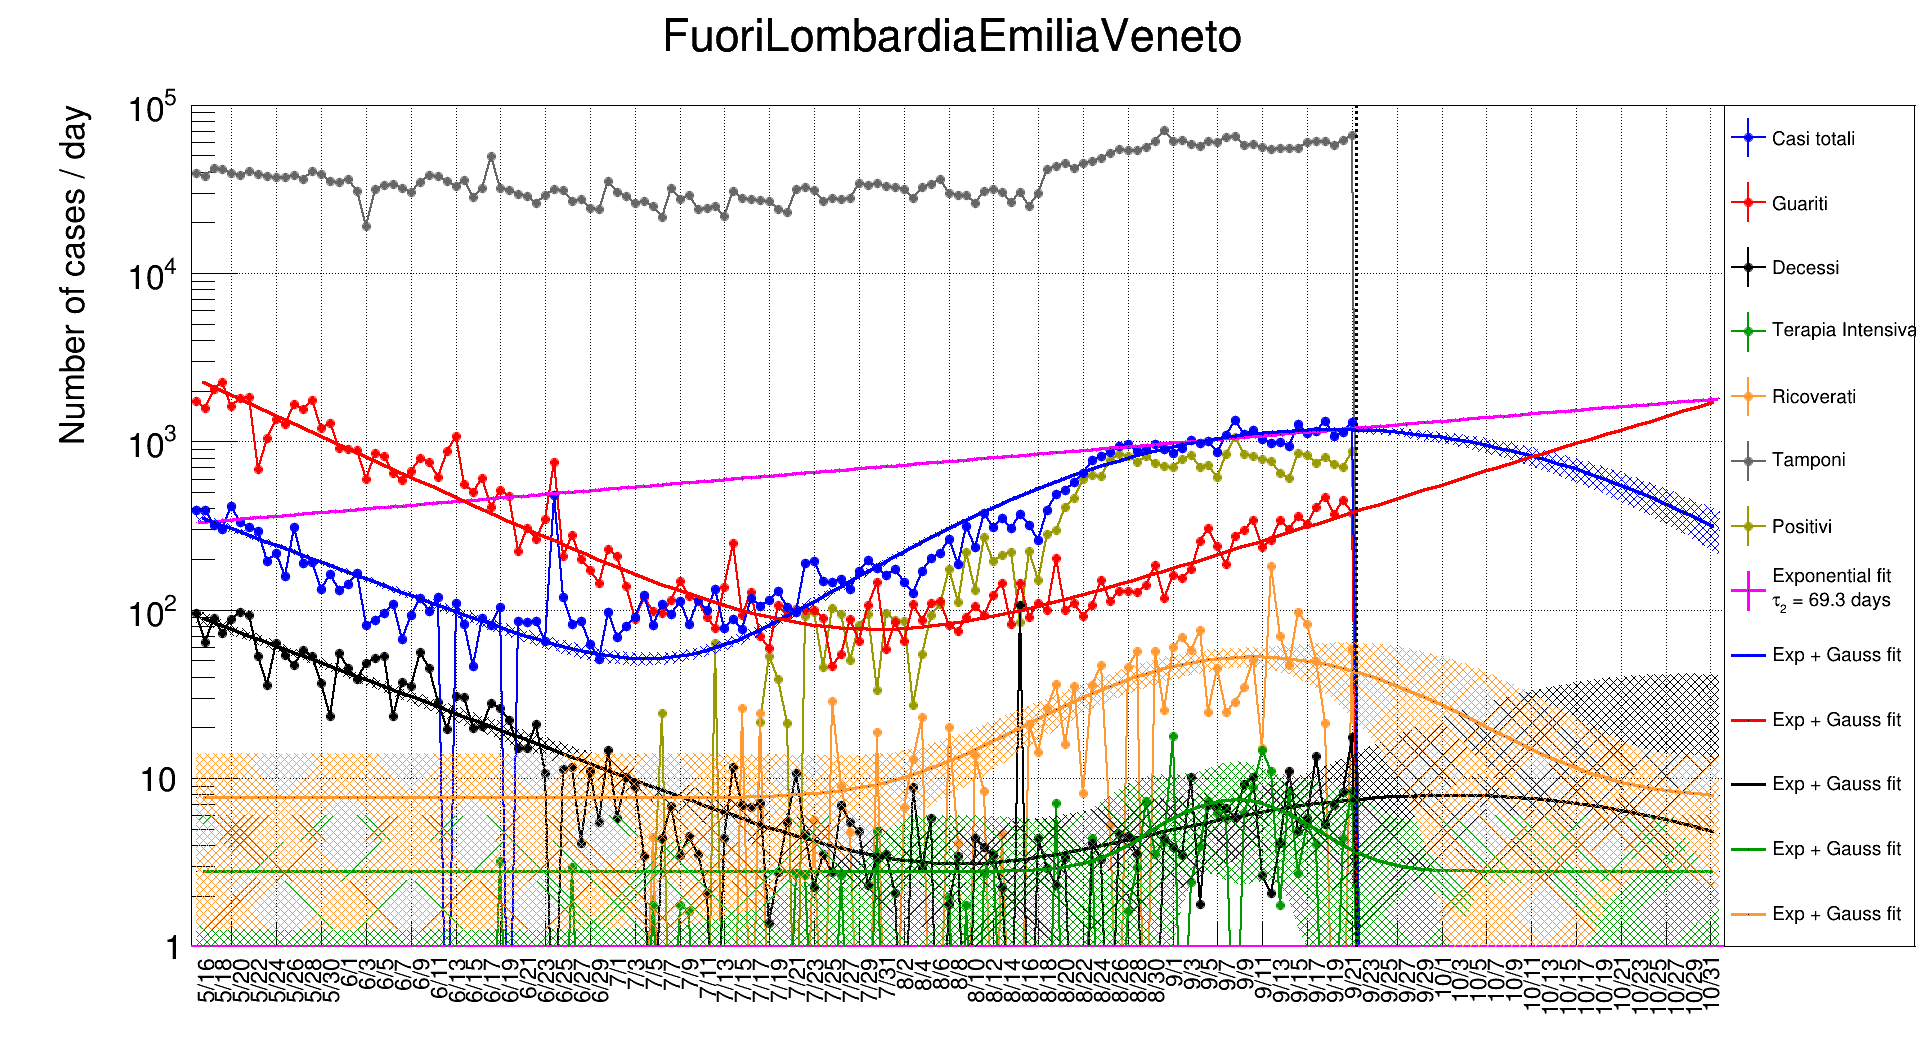 FuoriLombardiaEmiliaVeneto
Number of cases / day
10^5
10^4
10^3
10^2
10
1
5/16 5/18 5/20 5/22 5/24 5/26 5/28 5/30 6/1 6/3 6/5 6/7 6/9 6/11 6/13 6/15 6/17 6/19 6/21 6/23 6/25 6/27 6/29 7/1 7/3 7/5 7/7 7/9 7/11 7/13 7/15 7/17 7/19 7/21 7/23 7/25 7/27 7/29 7/31 8/2 8/4 8/6 8/8 8/10 8/12 8/14 8/16 8/18 8/20 8/22 8/24 8/26 8/28 8/30 9/1 9/3 9/5 9/7 9/9 9/11 9/13 9/15 9/17 9/19 9/21 9/23 9/25 9/27 9/29 10/1 10/3 10/5 10/7 10/9 10/11 10/13 10/15 10/17 10/19 10/21 10/23 10/25 10/27 10/29 10/31
Casi totali
Guariti
Decessi
Terapia Intensiva
Ricoverati
Tamponi
Positivi
Exponential fit
τ2 = 69.3 days
Exp + Gauss fit
Exp + Gauss fit
Exp + Gauss fit
Exp + Gauss fit
Exp + Gauss fit